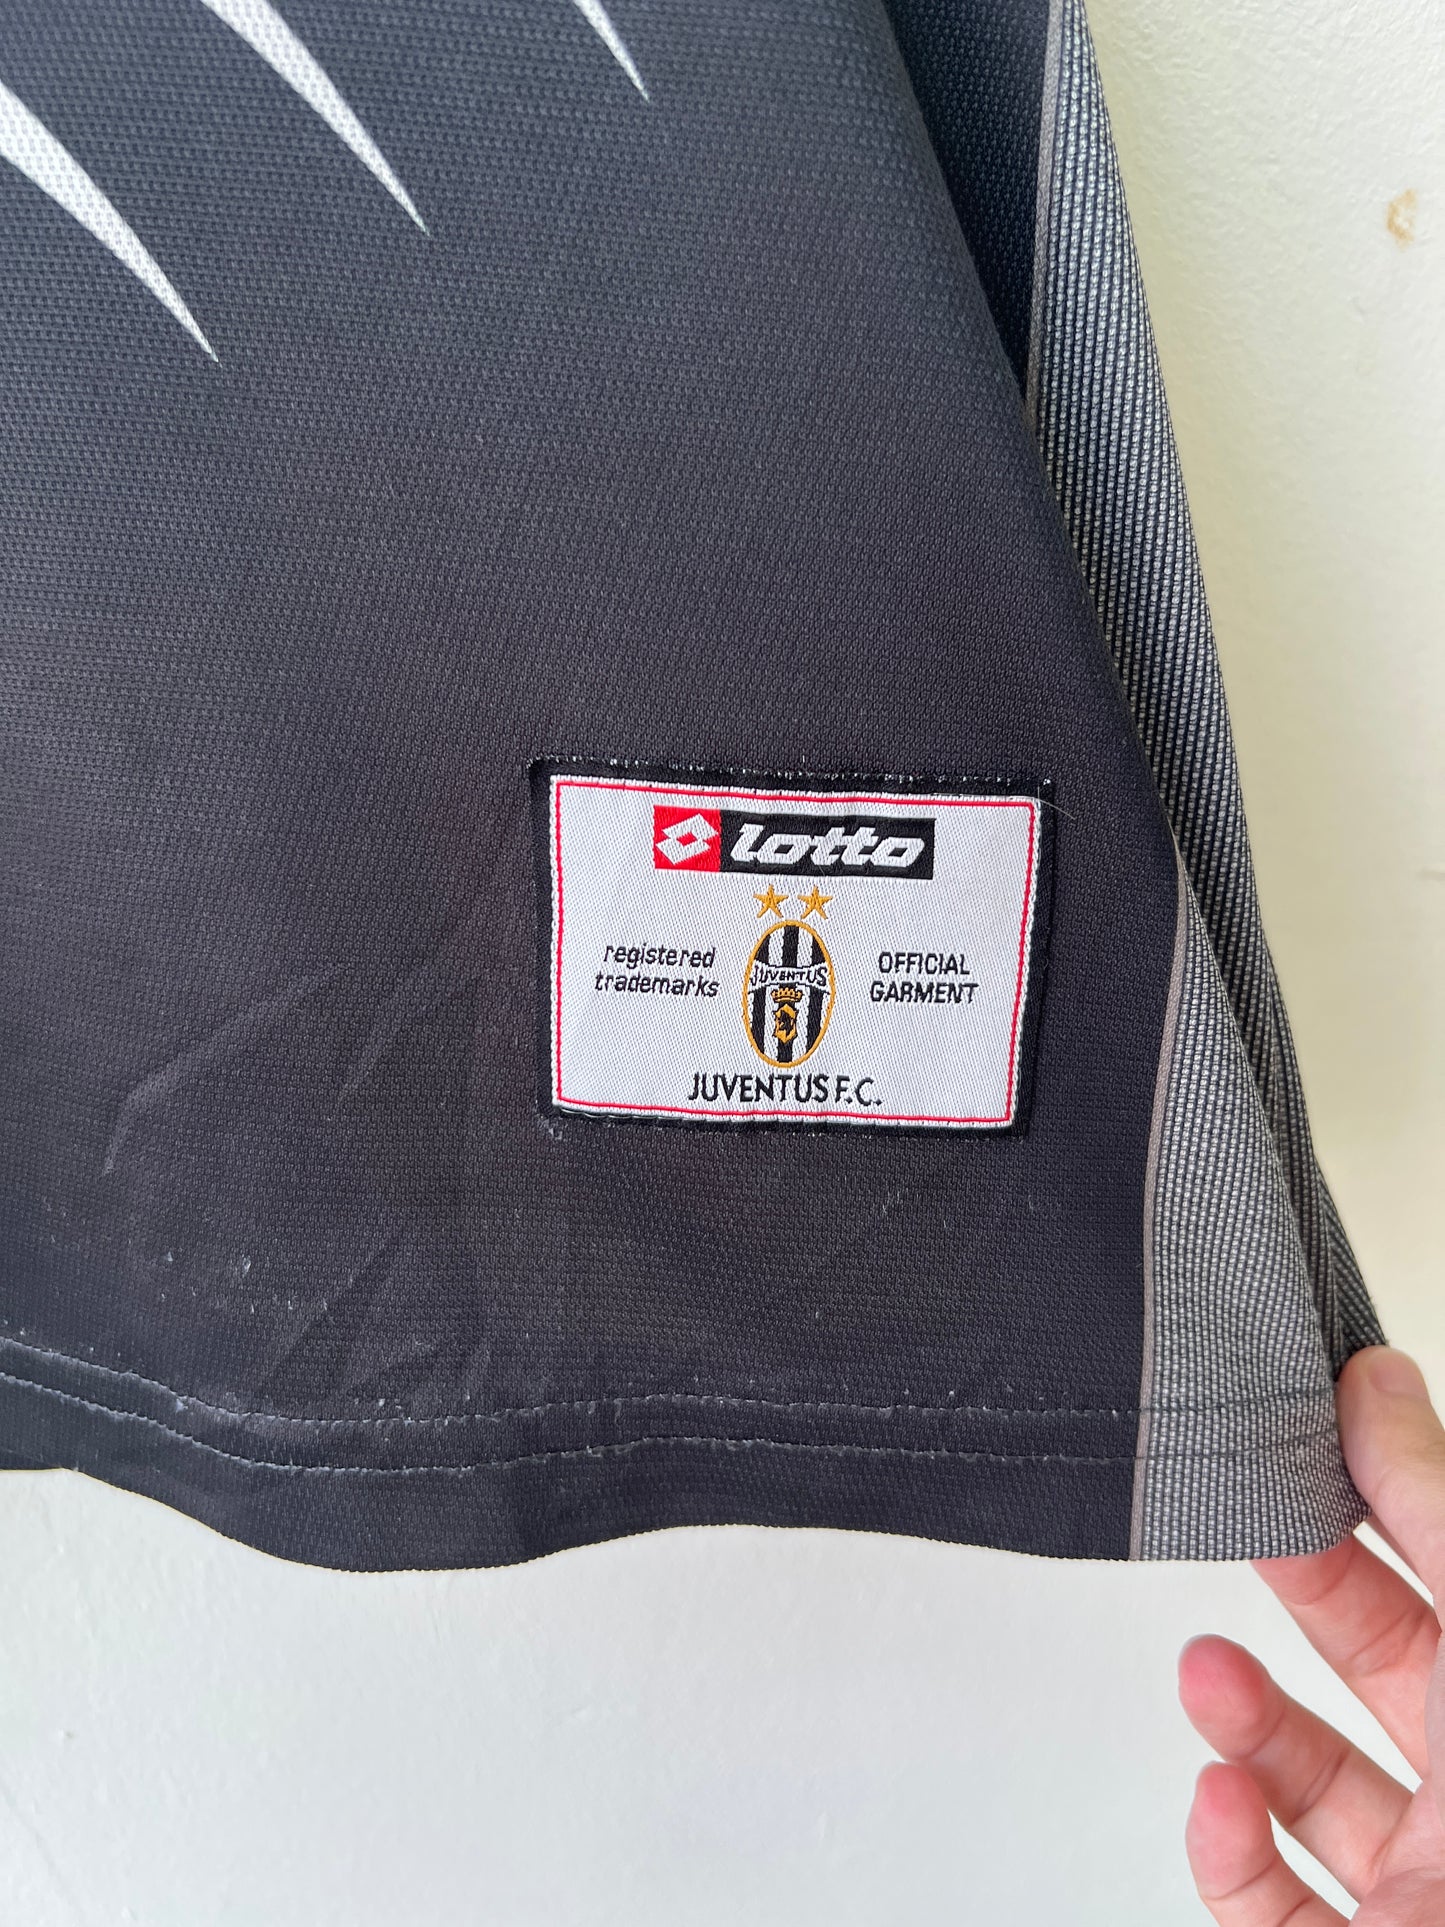 lotto
registered
trademarks
JUVENTUS
OFFICIAL
GARMENT
JUVENTUS F.C.